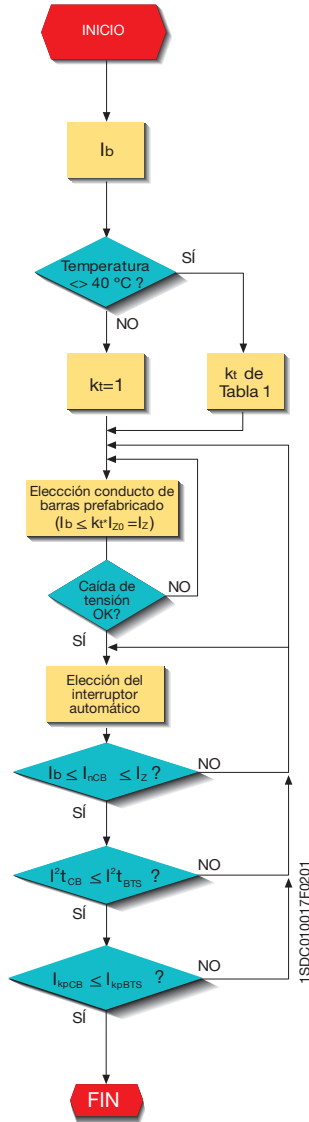 INICIO
Ib
Temperatura
<> 40 °C ?
SÍ
NO
kt=1
kt de
Tabla 1
Eleccción conducto de
barras prefabricado
(Ib ≤ kt*IZ0 =IZ)
Caída de
tensión
OK?
NO
SÍ
Elección del
interruptor
automático
Ib ≤ InCB ≤ IZ ?
NO
SÍ
I²tCB ≤ I²tBTS ?
NO
SÍ
IkpCB ≤ IkpBTS ?
NO
SÍ
FIN
1SDC010017F0201